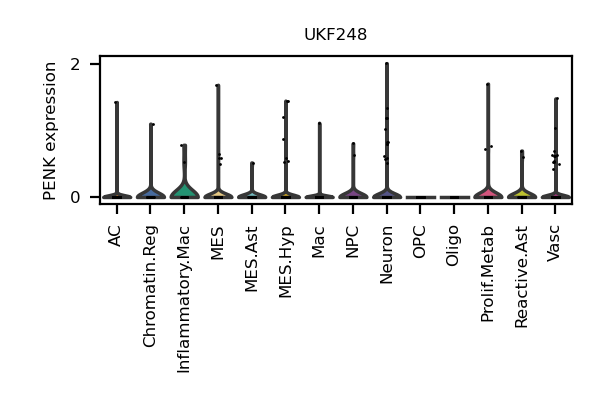 UKF248
PENK expression
2
0
AC
Chromatin.Reg
Inflammatory.Mac
MES
MES.Ast
MES.Hyp
Mac
NPC
Neuron
OPC
Oligo
Prolif.Metab
Reactive.Ast
Vasc